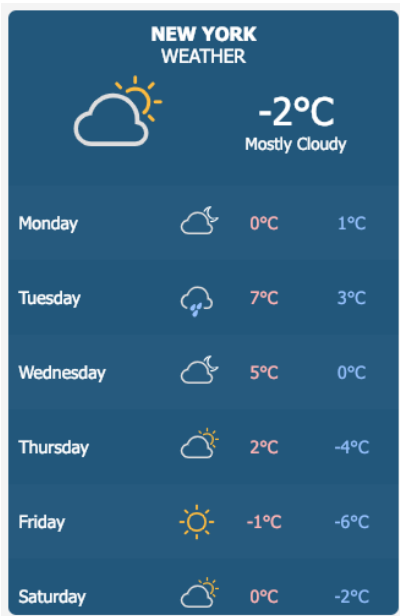 NEW YORK
WEATHER
-2°C
Mostly Cloudy
Monday 0°C 1°C
Tuesday 7°C 3°C
Wednesday 5°C 0°C
Thursday 2°C -4°C
Friday -1°C -6°C
Saturday 0°C -2°C